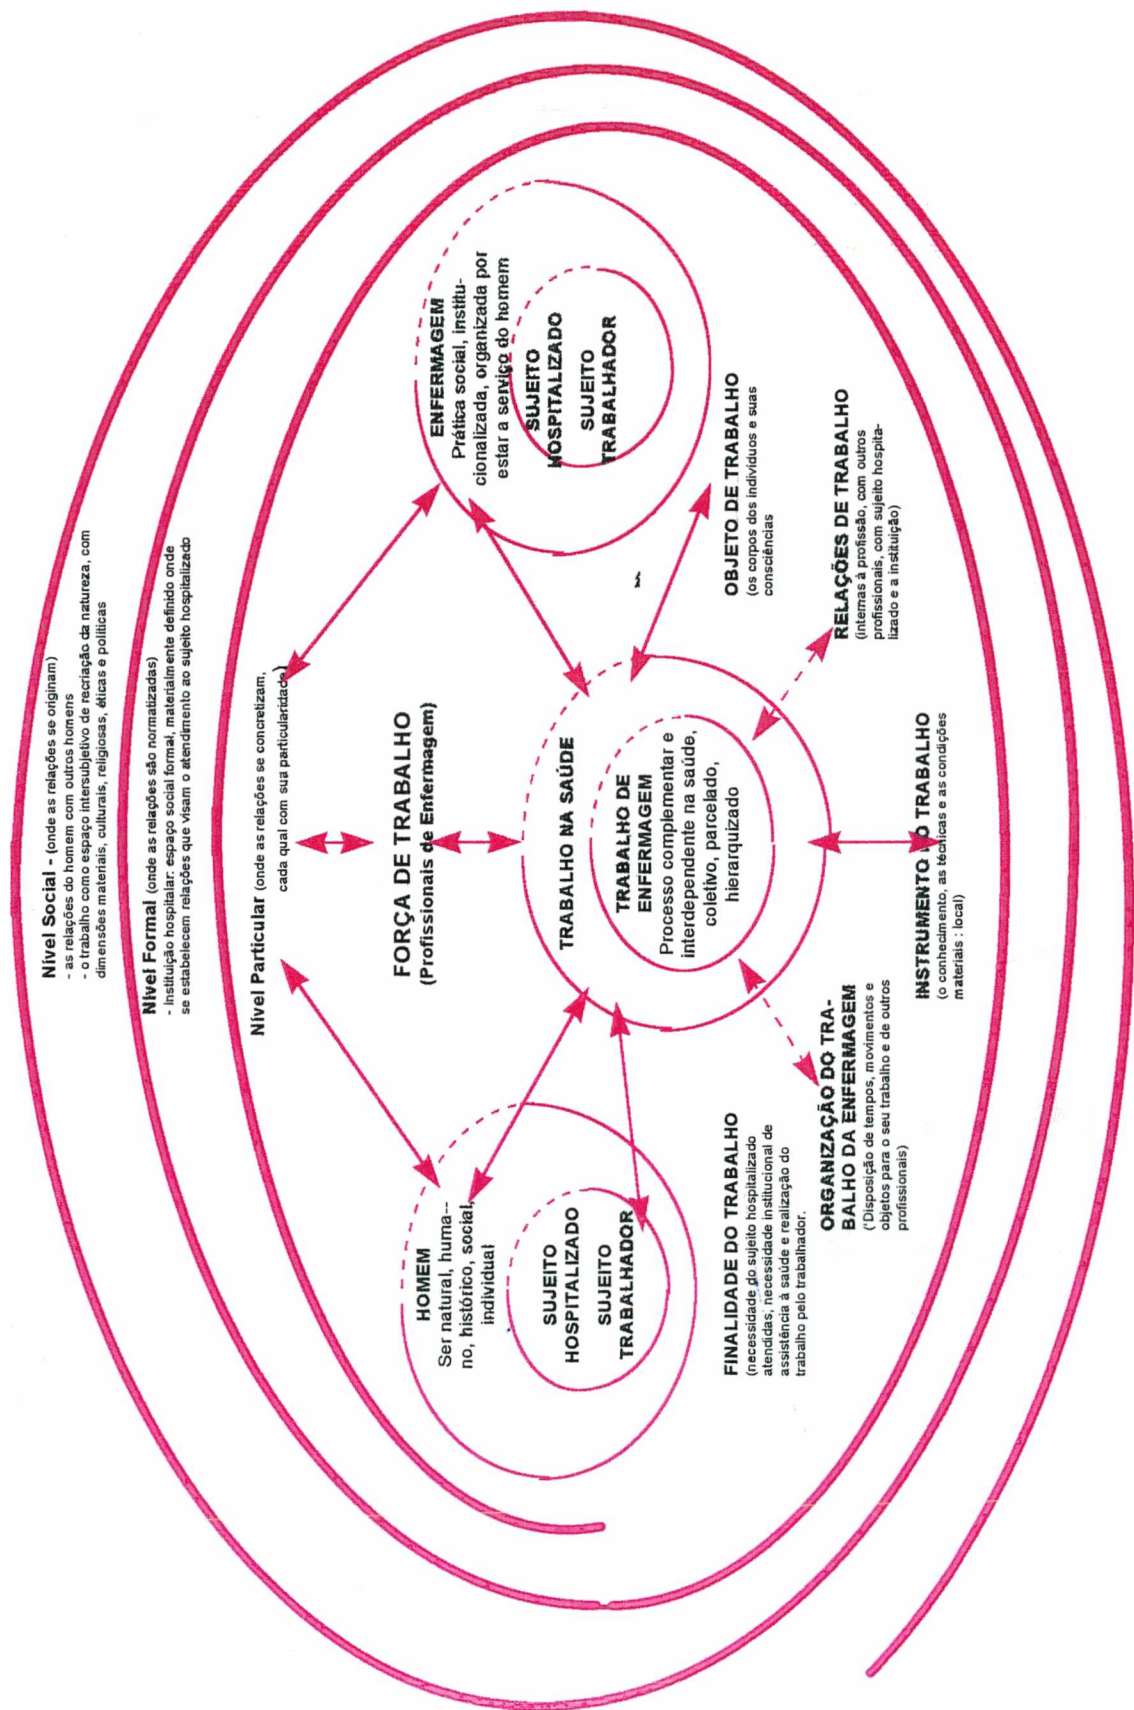 Nível Social - (onde as relações se originam)
- as relações do homem com outros homens
- o trabalho como espaço intersubjetivo de recriação da natureza, com
dimensões materiais, culturais, religiosas, éticas e políticas
Nível Formal (onde as relações são normatizadas)
- Instituição hospitalar: espaço social formal, materialmente definido onde
se estabelecem relações que visam o atendimento ao sujeito hospitalizado
Nível Particular (onde as relações se concretizam,
cada qual com sua particularidade)
FORÇA DE TRABALHO
(Profissionais de Enfermagem)
HOMEM
Ser natural, huma--
no, histórico, social,
individual
SUJEITO
HOSPITALIZADO
SUJEITO
TRABALHADOR
TRABALHO NA SAÚDE
TRABALHO DE
ENFERMAGEM
Processo complementar e
interdependente na saúde,
coletivo, parcelado,
hierarquizado
ENFERMAGEM
Prática social, institu-
cionalizada, organizada por
estar a serviço do homem
SUJEITO
HOSPITALIZADO
SUJEITO
TRABALHADOR
FINALIDADE DO TRABALHO
(necessidade do sujeito hospitalizado
atendidas, necessidade institucional de
assistência à saúde e realização do
trabalho pelo trabalhador.
ORGANIZAÇÃO DO TRA-
BALHO DA ENFERMAGEM
('Disposição de tempos, movimentos e
objetos para o seu trabalho e de outros
profissionais)
INSTRUMENTO DO TRABALHO
(o conhecimento, as técnicas e as condições
materiais : local)
RELAÇÕES DE TRABALHO
(internas à profissão, com outros
profissionais, com sujeito hospita-
lizado e a instituição)
OBJETO DE TRABALHO
(os corpos dos indivíduos e suas
consciências